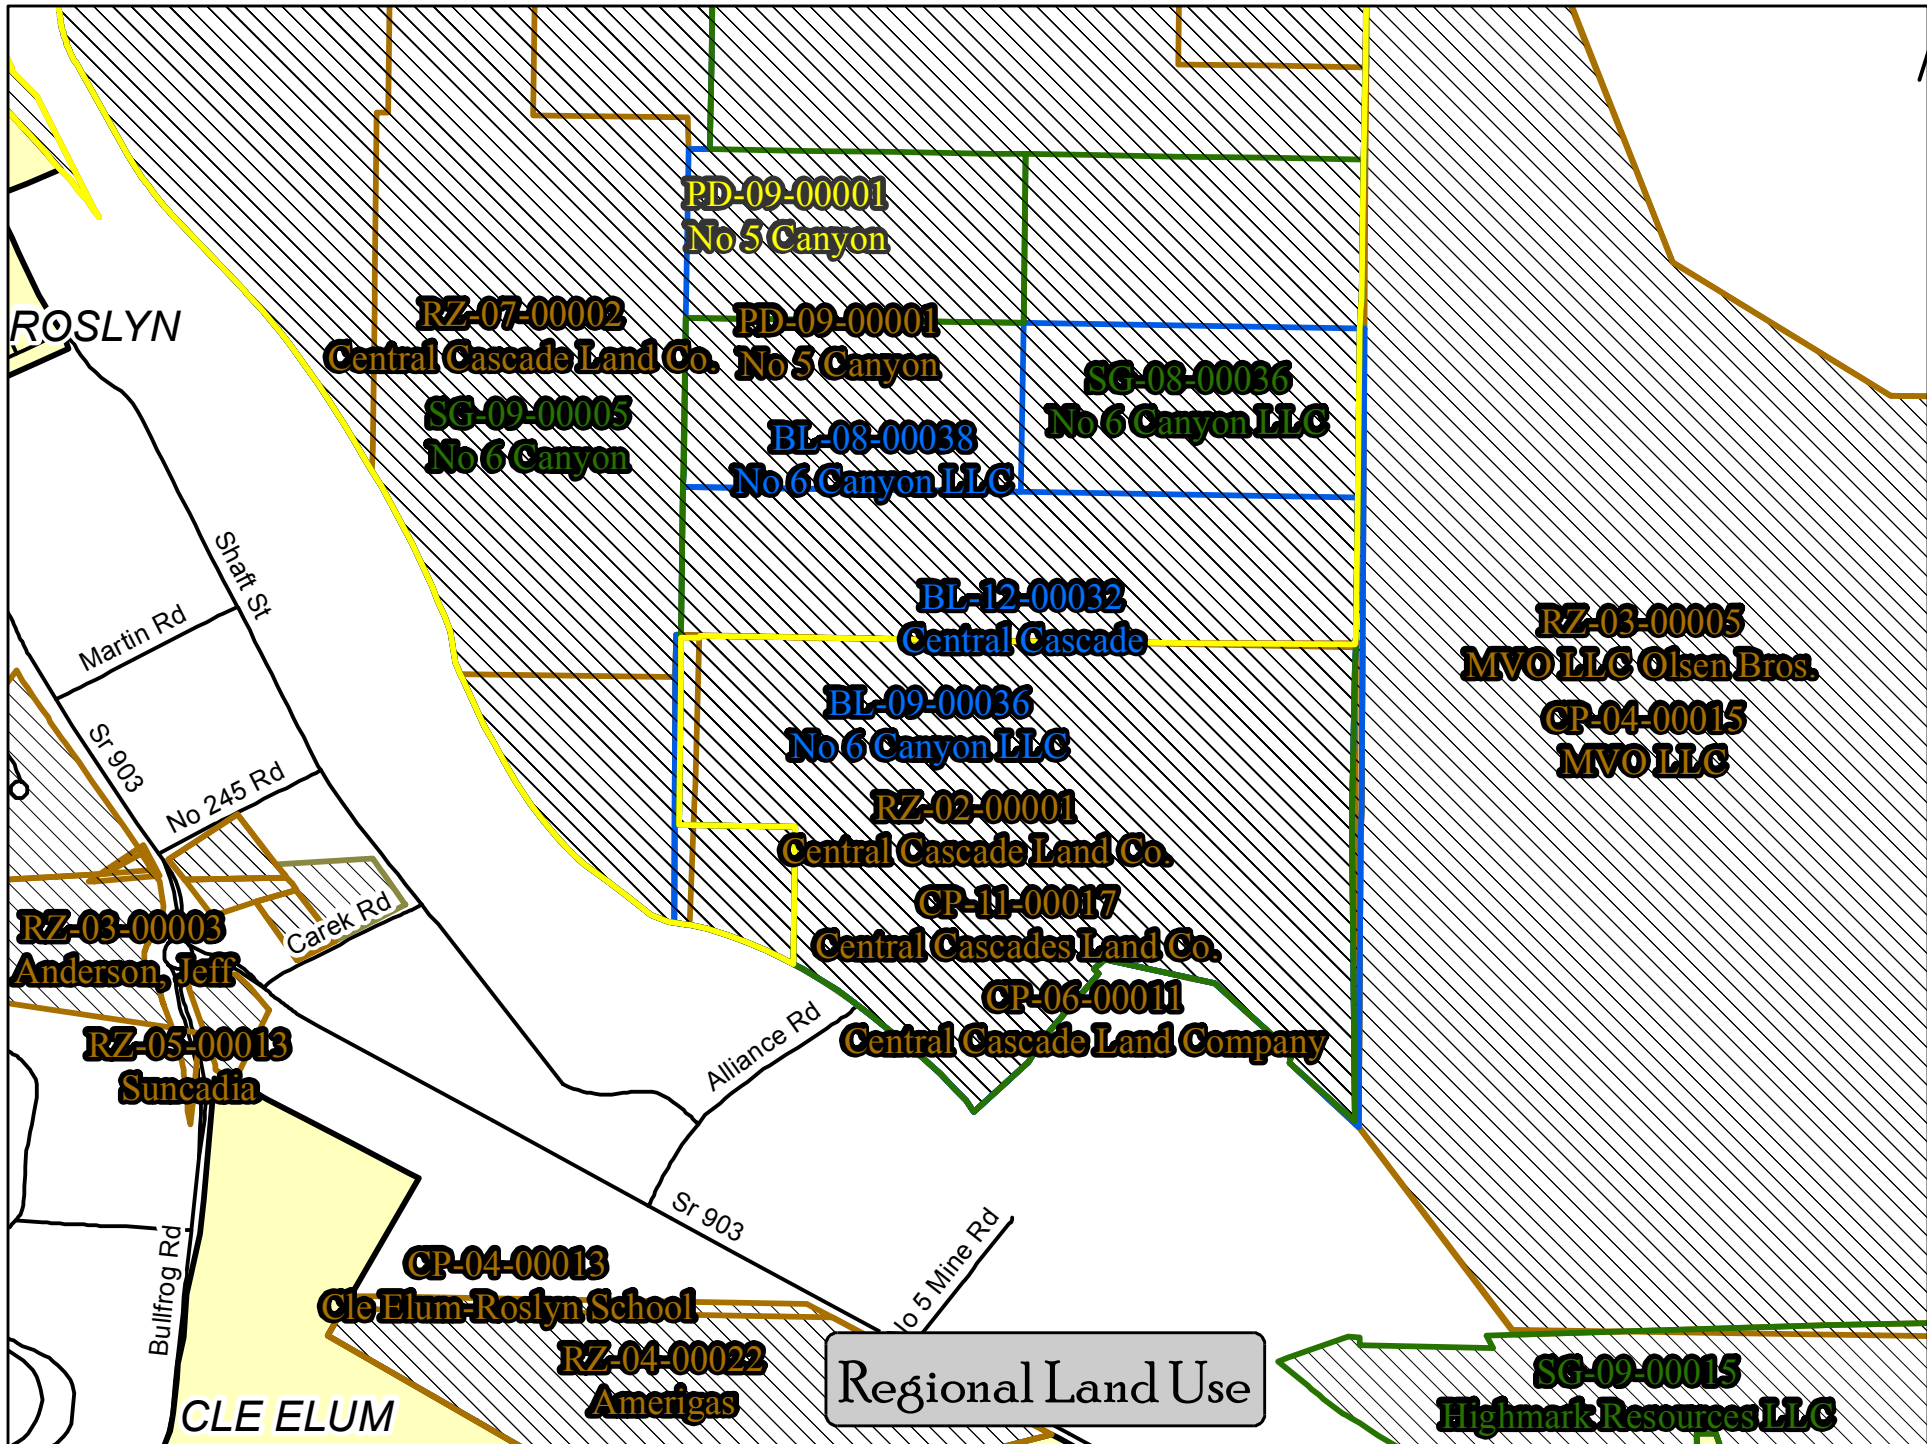 PD-09-00001
No 5 Canyon
ROSLYN
RZ-07-00002
Central Cascade Land Co.
SG-09-00005
No 6 Canyon
PD-09-00001
No 5 Canyon
SG-08-00036
No 6 Canyon LLC
BL-08-00038
No 6 Canyon LLC
Shaft St
Martin Rd
Sr 903
No 245 Rd
BL-12-00032
Central Cascade
BL-09-00036
No 6 Canyon LLC
RZ-02-00001
Central Cascade Land Co.
CP-11-00017
Central Cascades Land Co.
CP-06-00011
Central Cascade Land Company
RZ-03-00005
MVO LLC Olsen Bros.
CP-04-00015
MVO LLC
Carek Rd
RZ-03-00003
Anderson, Jeff
RZ-05-00013
Suncadia
Alliance Rd
Sr 903
Bullfrog Rd
o 5 Mine Rd
CP-04-00013
Cle Elum-Roslyn School
RZ-04-00022
Amerigas
CLE ELUM
Regional Land Use
SG-09-00015
Highmark Resources LLC